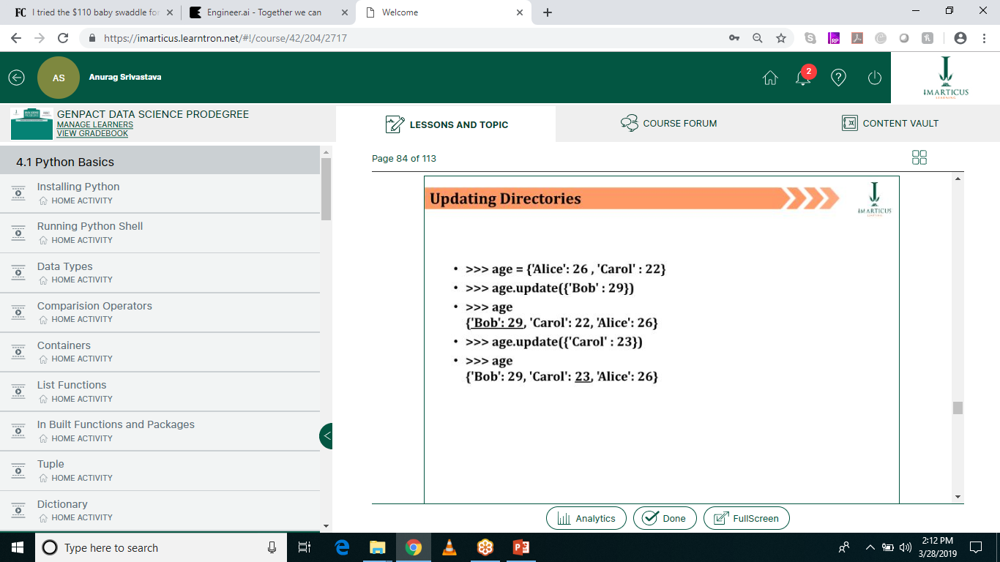 FC I tried the $110 baby swaddle for
Engineer.ai - Together we can
Welcome
https://imarticus.learntron.net/#!/course/42/204/2717
RP
AS
Anurag Srivastava
2
IMARTICUS
LEARNING
GENPACT DATA SCIENCE PRODEGREE
MANAGE LEARNERS
VIEW GRADEBOOK
LESSONS AND TOPIC
COURSE FORUM
CONTENT VAULT
4.1 Python Basics
Installing Python
HOME ACTIVITY
Running Python Shell
HOME ACTIVITY
Data Types
HOME ACTIVITY
Comparision Operators
HOME ACTIVITY
Containers
HOME ACTIVITY
List Functions
HOME ACTIVITY
In Built Functions and Packages
HOME ACTIVITY
Tuple
HOME ACTIVITY
Dictionary
HOME ACTIVITY
Page 84 of 113
Updating Directories
IMARTICUS
LEARNING
• >>> age = {'Alice': 26 , 'Carol' : 22}
• >>> age.update({'Bob' : 29})
• >>> age
{'Bob': 29, 'Carol': 22, 'Alice': 26}
• >>> age.update({'Carol' : 23})
• >>> age
{'Bob': 29, 'Carol': 23, 'Alice': 26}
Analytics
Done
FullScreen
Type here to search
2:12 PM
3/28/2019